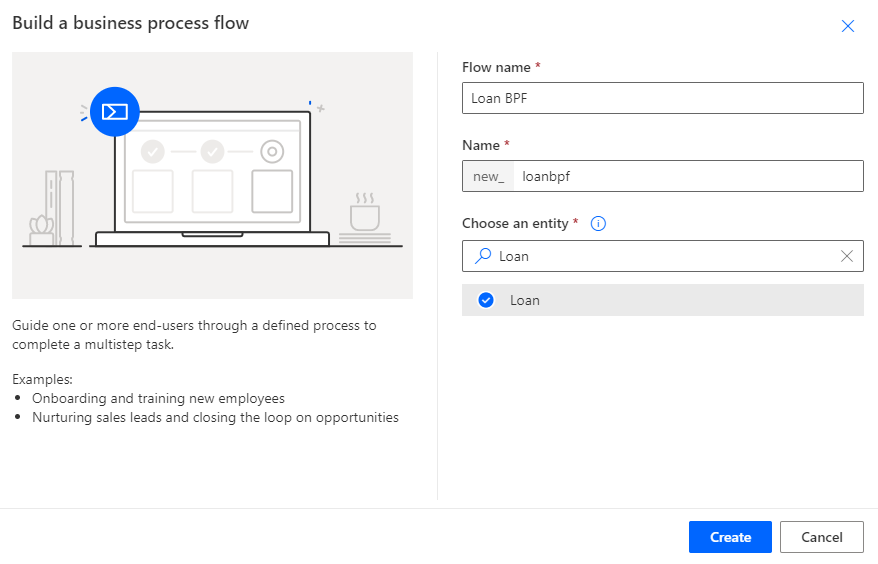 Build a business process flow
Guide one or more end-users through a defined process to
complete a multistep task.
Examples:
Onboarding and training new employees
Nurturing sales leads and closing the loop on opportunities
Flow name *
Loan BPF
Name *
new_ loanbpf
Choose an entity *
Loan
Loan
Create Cancel